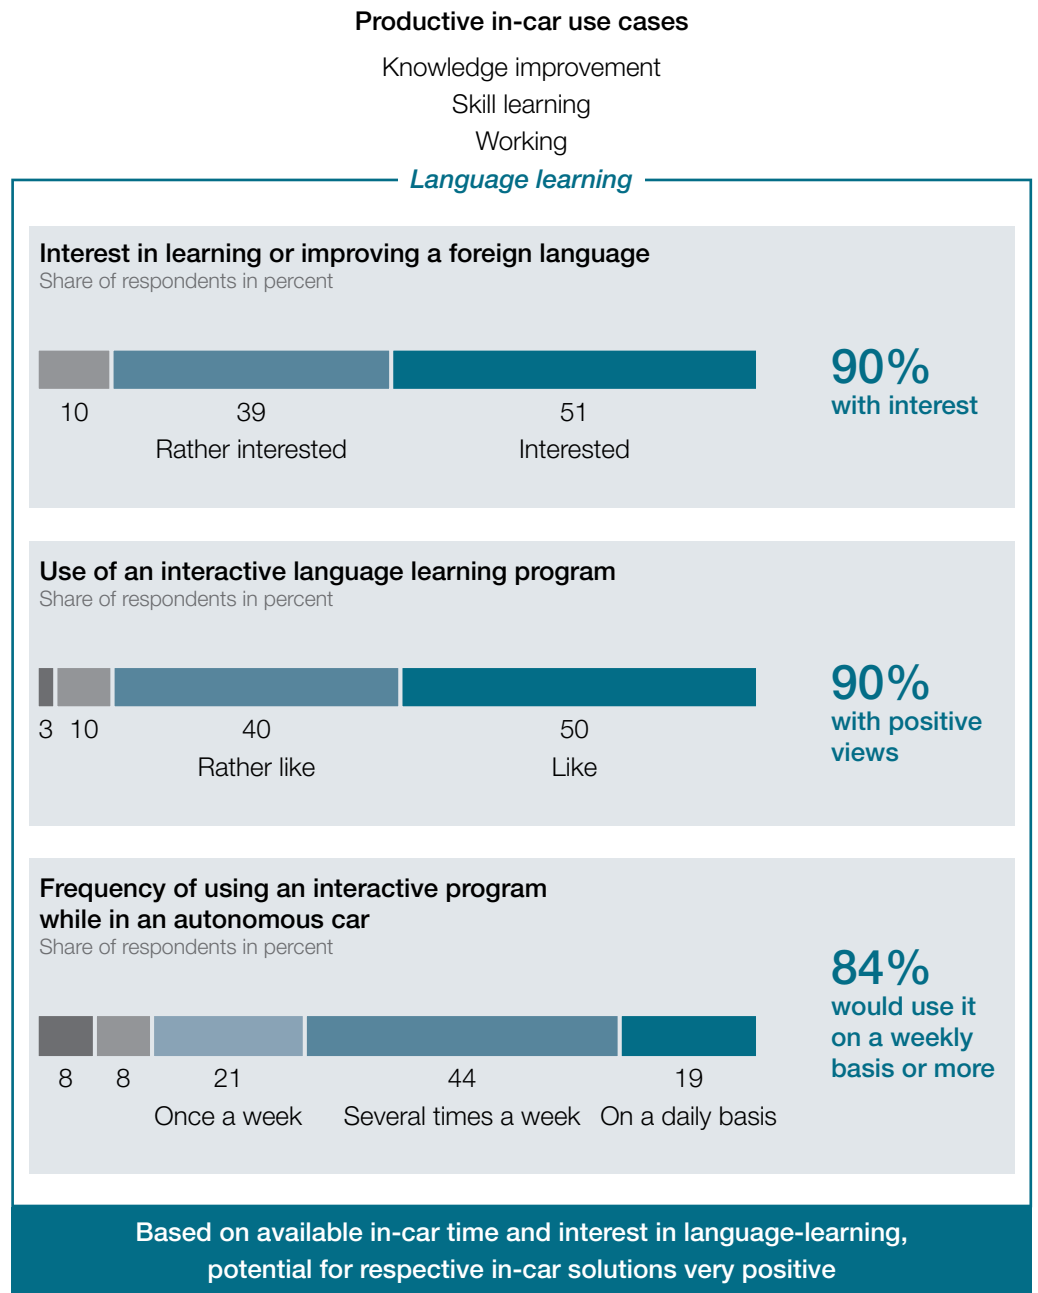 Productive in-car use cases
Knowledge improvement
Skill learning
Working
Language learning
Interest in learning or improving a foreign language
Share of respondents in percent
10 39 51
Rather interested Interested
90%
with interest
Use of an interactive language learning program
Share of respondents in percent
3 10 40 50
Rather like Like
90%
with positive
views
Frequency of using an interactive program
while in an autonomous car
Share of respondents in percent
8 8 21 44 19
Once a week Several times a week On a daily basis
84%
would use it
on a weekly
basis or more
Based on available in-car time and interest in language-learning,
potential for respective in-car solutions very positive